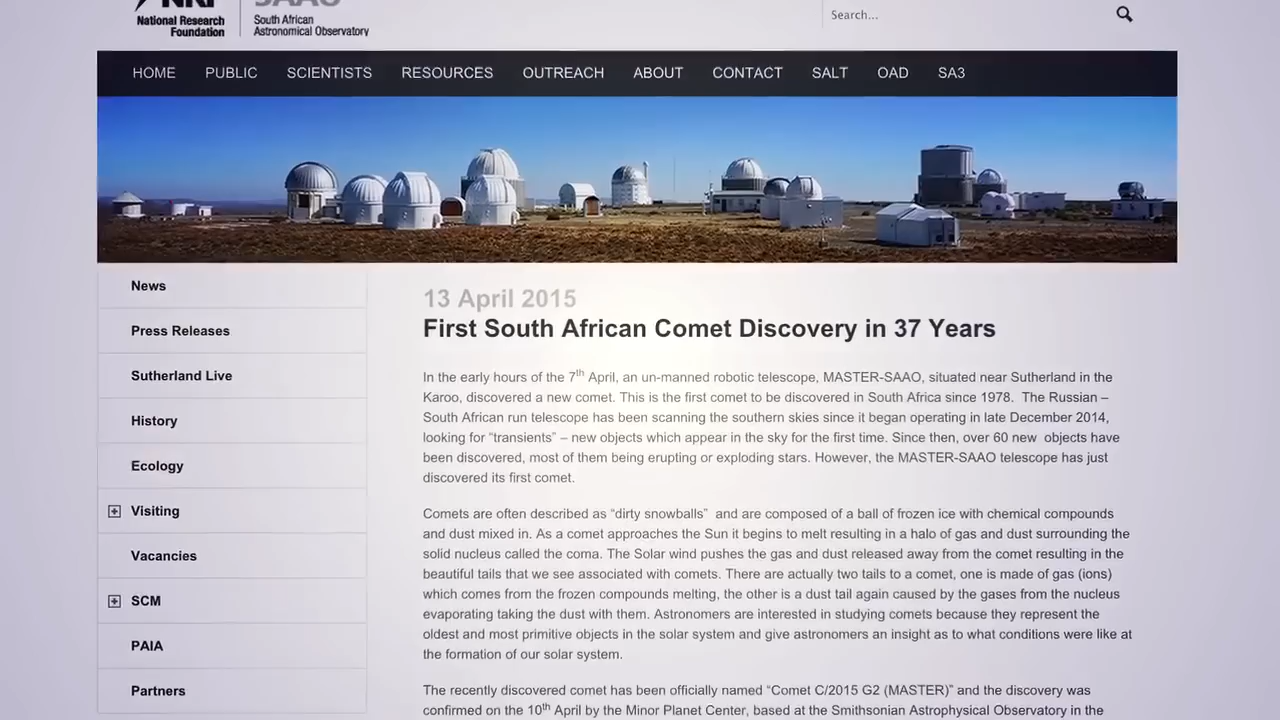 NRF
SAAO
National Research
Foundation
South African
Astronomical Observatory
Search...
HOME PUBLIC SCIENTISTS RESOURCES OUTREACH ABOUT CONTACT SALT OAD SA3
News
Press Releases
Sutherland Live
History
Ecology
Visiting
Vacancies
SCM
PAIA
Partners
13 April 2015
First South African Comet Discovery in 37 Years
In the early hours of the 7th April, an un-manned robotic telescope, MASTER-SAAO, situated near Sutherland in the
Karoo, discovered a new comet. This is the first comet to be discovered in South Africa since 1978. The Russian –
South African run telescope has been scanning the southern skies since it began operating in late December 2014,
looking for “transients” – new objects which appear in the sky for the first time. Since then, over 60 new objects have
been discovered, most of them being erupting or exploding stars. However, the MASTER-SAAO telescope has just
discovered its first comet.
Comets are often described as “dirty snowballs” and are composed of a ball of frozen ice with chemical compounds
and dust mixed in. As a comet approaches the Sun it begins to melt resulting in a halo of gas and dust surrounding the
solid nucleus called the coma. The Solar wind pushes the gas and dust released away from the comet resulting in the
beautiful tails that we see associated with comets. There are actually two tails to a comet, one is made of gas (ions)
which comes from the frozen compounds melting, the other is a dust tail again caused by the gases from the nucleus
evaporating taking the dust with them. Astronomers are interested in studying comets because they represent the
oldest and most primitive objects in the solar system and give astronomers an insight as to what conditions were like at
the formation of our solar system.
The recently discovered comet has been officially named “Comet C/2015 G2 (MASTER)” and the discovery was
confirmed on the 10th April by the Minor Planet Center, based at the Smithsonian Astrophysical Observatory in the